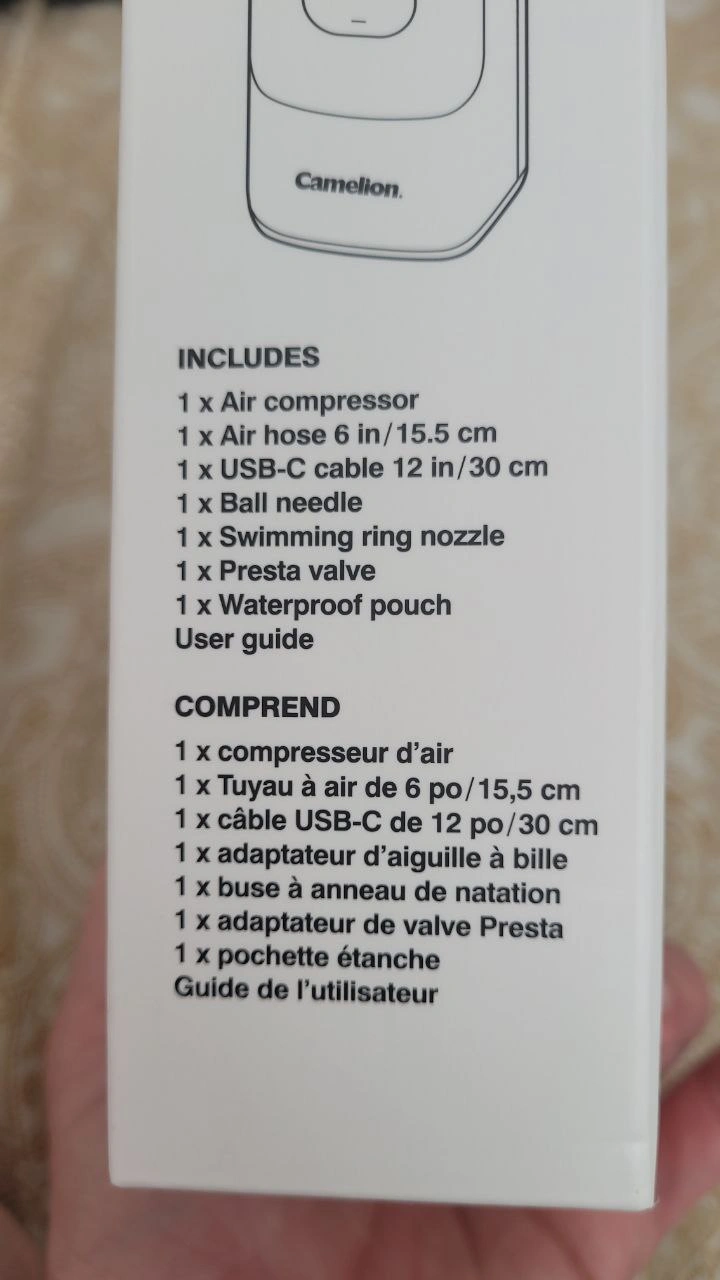 Camelion.
INCLUDES
1 x Air compressor
1 x Air hose 6 in/15.5 cm
1 x USB-C cable 12 in/30 cm
1 x Ball needle
1 x Swimming ring nozzle
1 x Presta valve
1 x Waterproof pouch
User guide
COMPREND
1 x compresseur d’air
1 x Tuyau à air de 6 po/15,5 cm
1 x câble USB-C de 12 po/30 cm
1 x adaptateur d’aiguille à bille
1 x buse à anneau de natation
1 x adaptateur de valve Presta
1 x pochette étanche
Guide de l’utilisateur